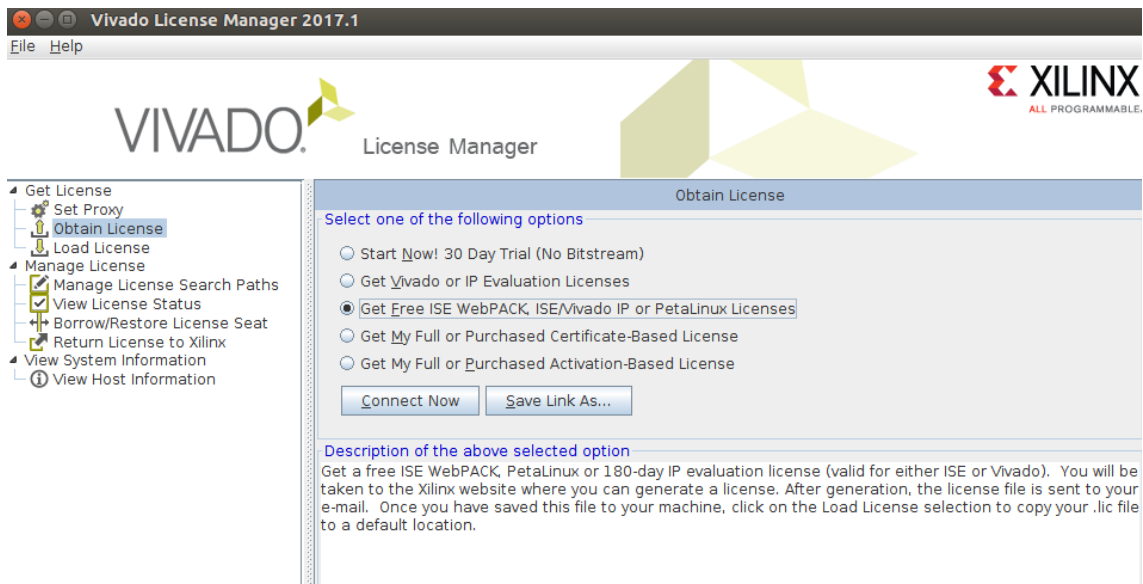 Vivado License Manager 2017.1
File Help
VIVADO.
License Manager
XILINX
ALL PROGRAMMABLE.
Get License
Set Proxy
Obtain License
Load License
Manage License
Manage License Search Paths
View License Status
Borrow/Restore License Seat
Return License to Xilinx
View System Information
View Host Information
Obtain License
Select one of the following options
Start Now! 30 Day Trial (No Bitstream)
Get Vivado or IP Evaluation Licenses
Get Free ISE WebPACK, ISE/Vivado IP or PetaLinux Licenses
Get My Full or Purchased Certificate-Based License
Get My Full or Purchased Activation-Based License
Connect Now Save Link As...
Description of the above selected option
Get a free ISE WebPACK, PetaLinux or 180-day IP evaluation license (valid for either ISE or Vivado). You will be
taken to the Xilinx website where you can generate a license. After generation, the license file is sent to your
e-mail. Once you have saved this file to your machine, click on the Load License selection to copy your .lic file
to a default location.